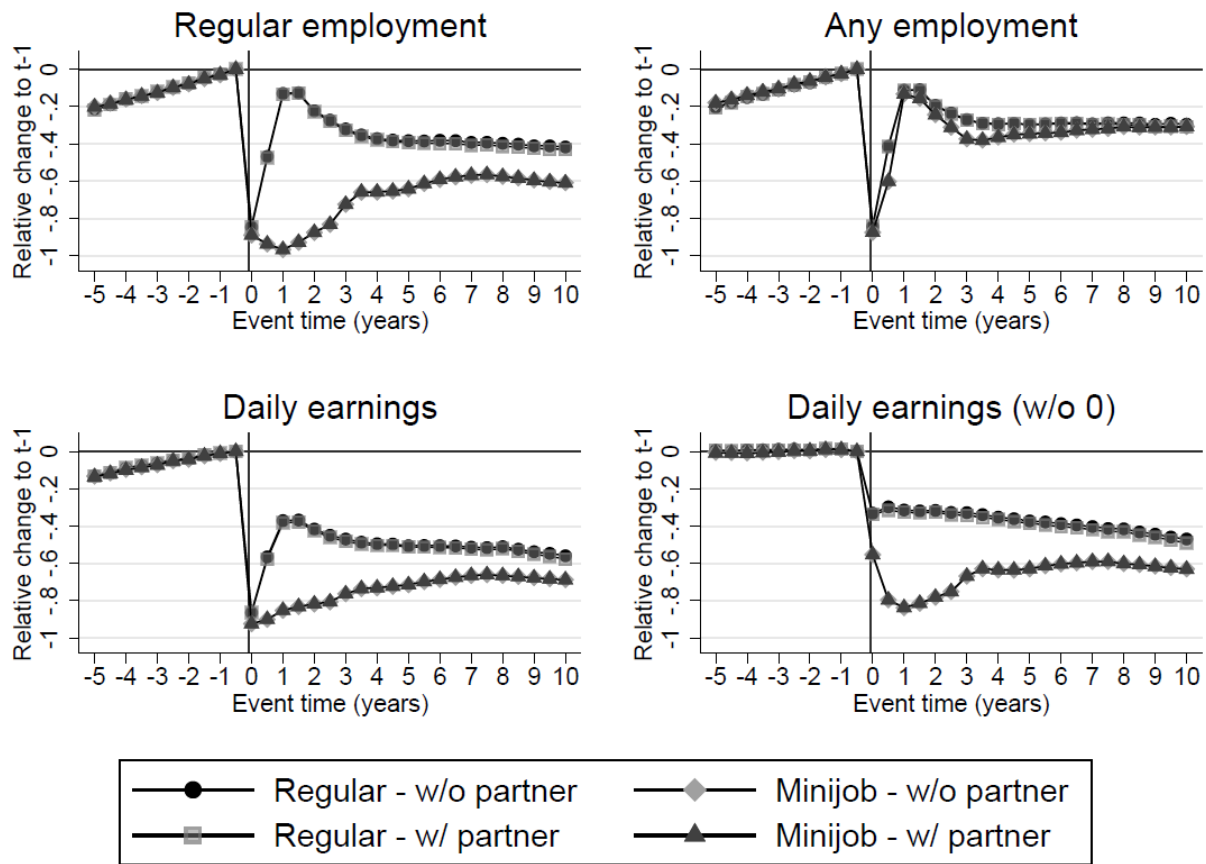 Regular employment
Relative change to t-1
0
-.2
-.4
-.6
-.8
-1
-5 -4 -3 -2 -1 0 1 2 3 4 5 6 7 8 9 10
Event time (years)
Any employment
Relative change to t-1
0
-.2
-.4
-.6
-.8
-1
-5 -4 -3 -2 -1 0 1 2 3 4 5 6 7 8 9 10
Event time (years)
Daily earnings
Relative change to t-1
0
-.2
-.4
-.6
-.8
-1
-5 -4 -3 -2 -1 0 1 2 3 4 5 6 7 8 9 10
Event time (years)
Daily earnings (w/o 0)
Relative change to t-1
0
-.2
-.4
-.6
-.8
-1
-5 -4 -3 -2 -1 0 1 2 3 4 5 6 7 8 9 10
Event time (years)
Regular - w/o partner
Minijob - w/o partner
Regular - w/ partner
Minijob - w/ partner